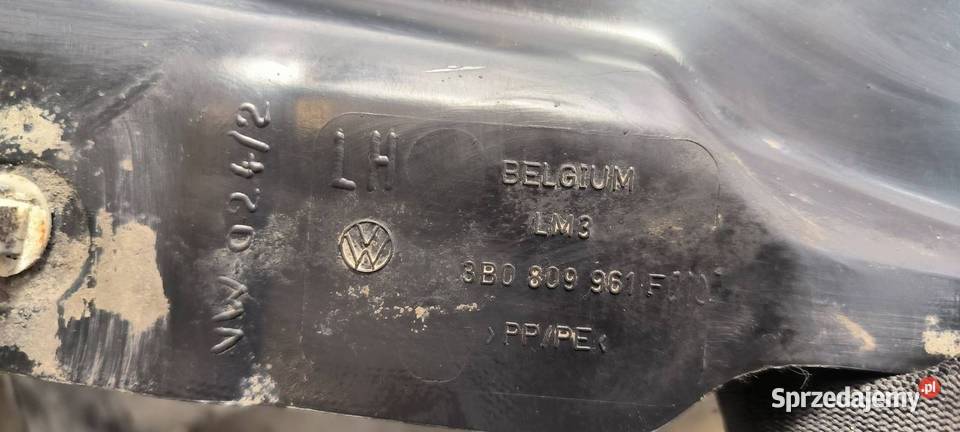 VW 024/2
LH
BELGIUM
LM3
3B0 809 961 F
>PP/PE<
Sprzedajemy.pl